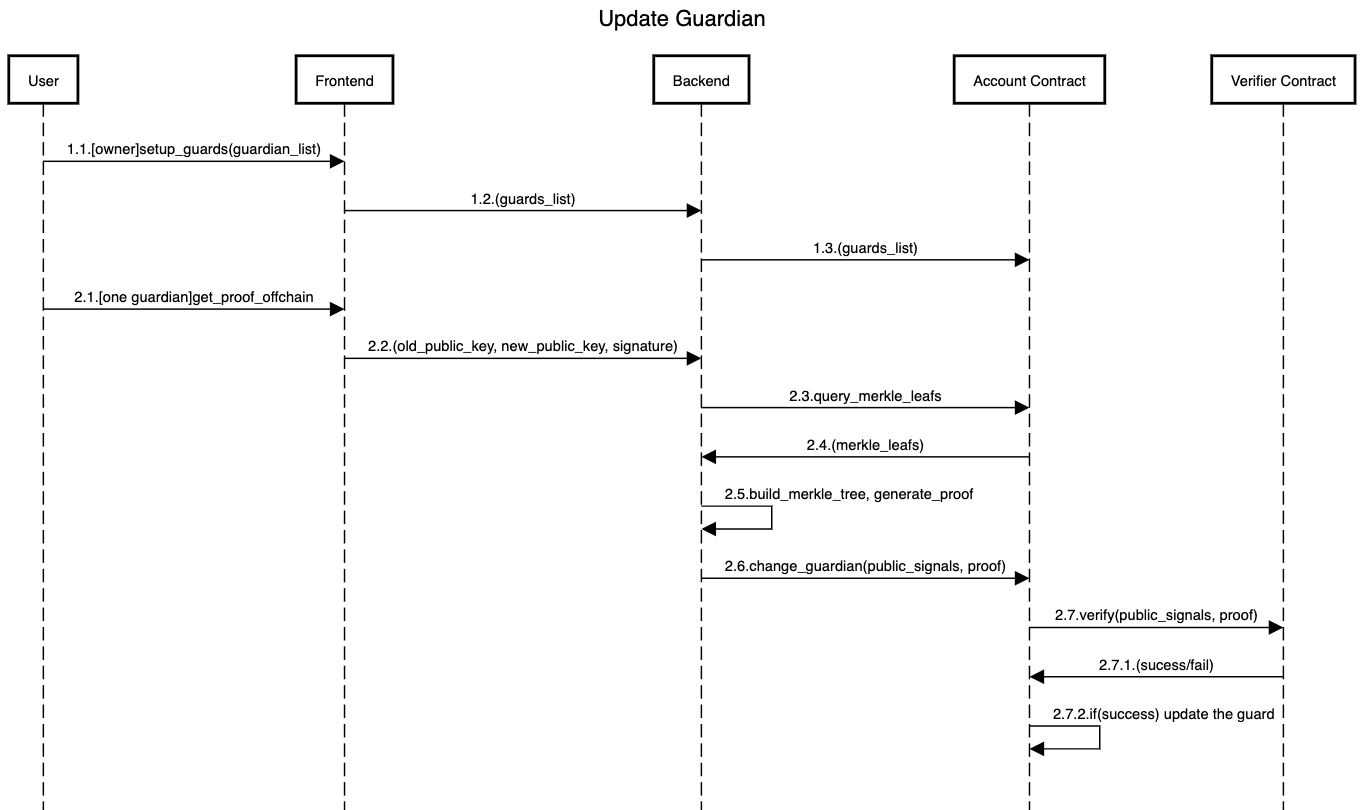 Update Guardian
User
Frontend
Backend
Account Contract
Verifier Contract
1.1.[owner]setup_guards(guardian_list)
1.2.(guards_list)
1.3.(guards_list)
2.1.[one guardian]get_proof_offchain
2.2.(old_public_key, new_public_key, signature)
2.3.query_merkle_leafs
2.4.(merkle_leafs)
2.5.build_merkle_tree, generate_proof
2.6.change_guardian(public_signals, proof)
2.7.verify(public_signals, proof)
2.7.1.(sucess/fail)
2.7.2.if(success) update the guard